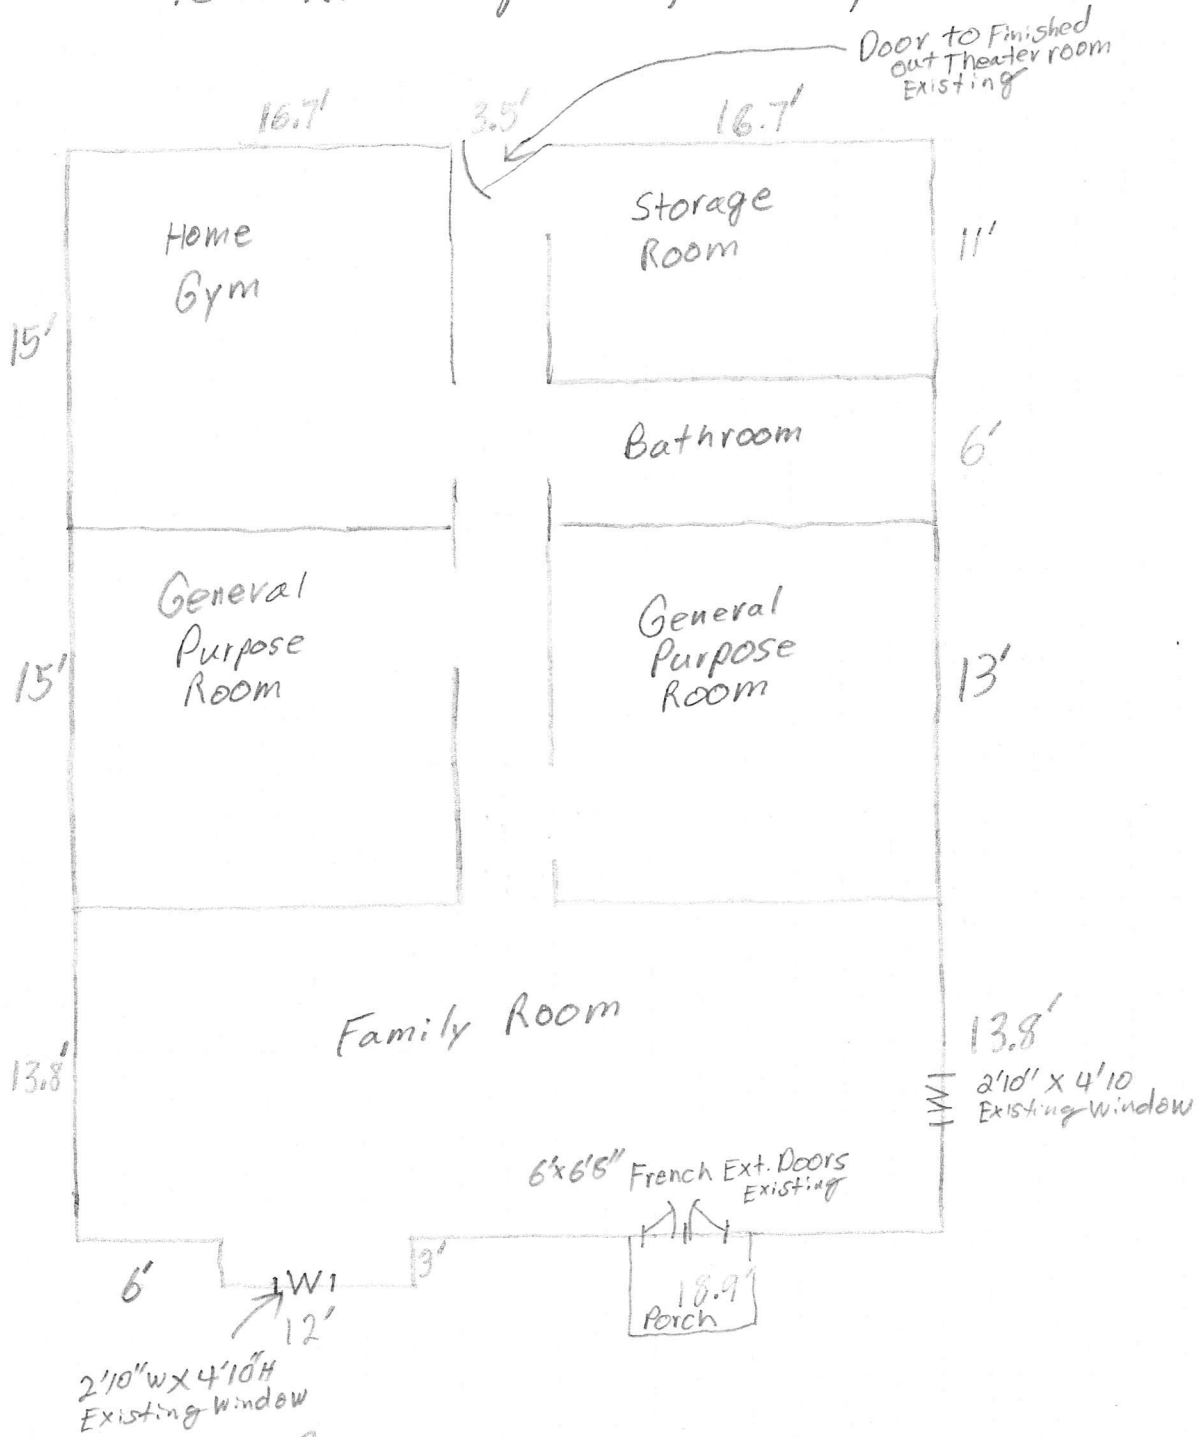 Door to Finished
out Theater room
Existing
16.7'
3.5'
16.7'
Home
Gym
Storage
Room
11'
15'
Bathroom
6'
General
Purpose
Room
General
Purpose
Room
15'
13'
Family Room
13.8'
13.8'
2'10" X 4'10
Existing Window
W
6'x6'8" French Ext. Doors
Existing
6'
W
3'
12'
18.9'
Porch
2'10"W X 4'10"H
Existing Window